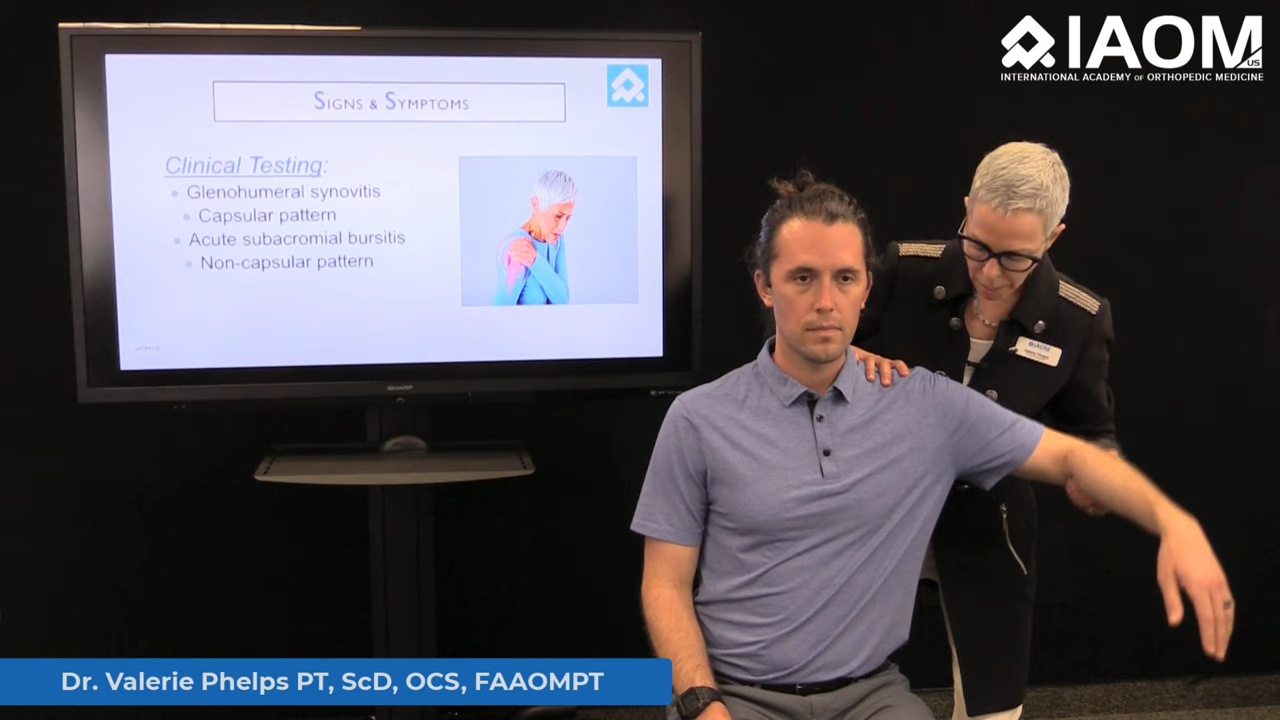 IAOM
US
INTERNATIONAL ACADEMY OF ORTHOPEDIC MEDICINE
SIGNS & SYMPTOMS
Clinical Testing:
Glenohumeral synovitis
Capsular pattern
Acute subacromial bursitis
Non-capsular pattern
SHARP
IAOM
Dr. Valerie Phelps PT, ScD, OCS, FAAOMPT